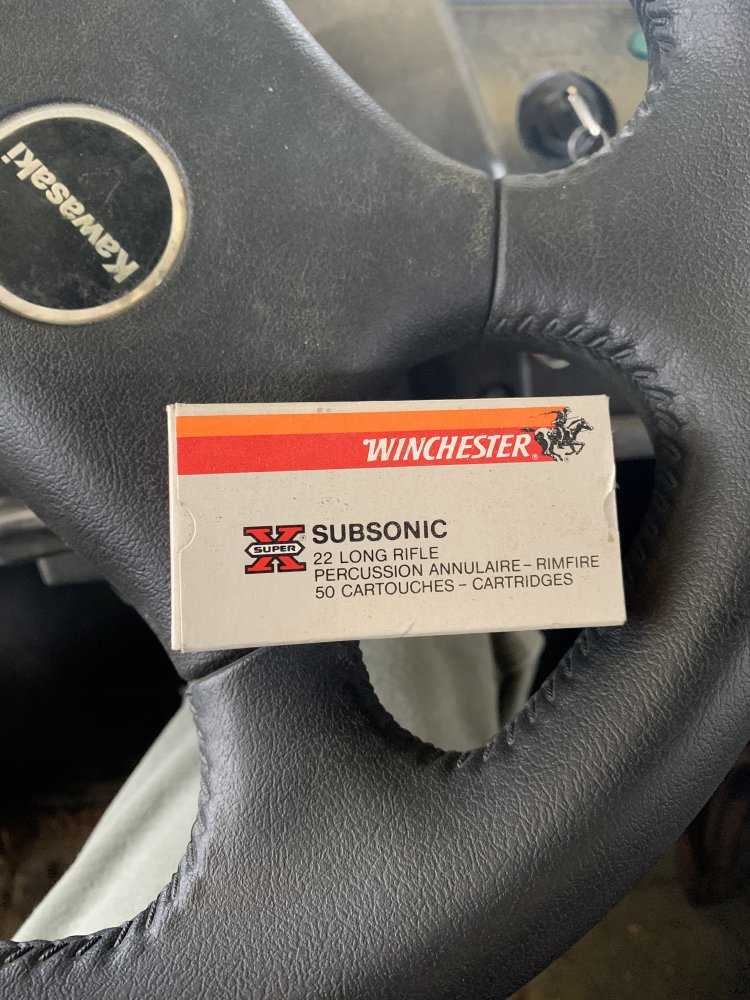 Kawasaki
WINCHESTER®
X SUPER®
SUBSONIC
22 LONG RIFLE
PERCUSSION ANNULAIRE – RIMFIRE
50 CARTOUCHES – CARTRIDGES